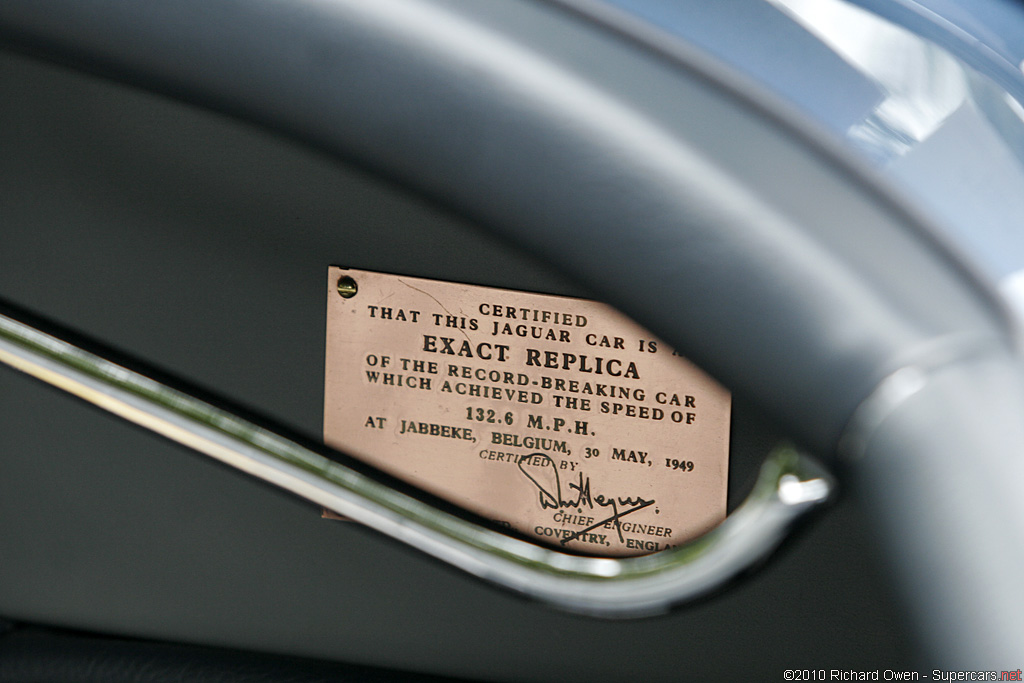 CERTIFIED
THAT THIS JAGUAR CAR IS
EXACT REPLICA
OF THE RECORD-BREAKING CAR
WHICH ACHIEVED THE SPEED OF
132.6 M.P.H.
AT JABBEKE, BELGIUM, 30 MAY, 1949
CERTIFIED BY
CHIEF ENGINEER
COVENTRY, ENGLA
©2010 Richard Owen - Supercars.net